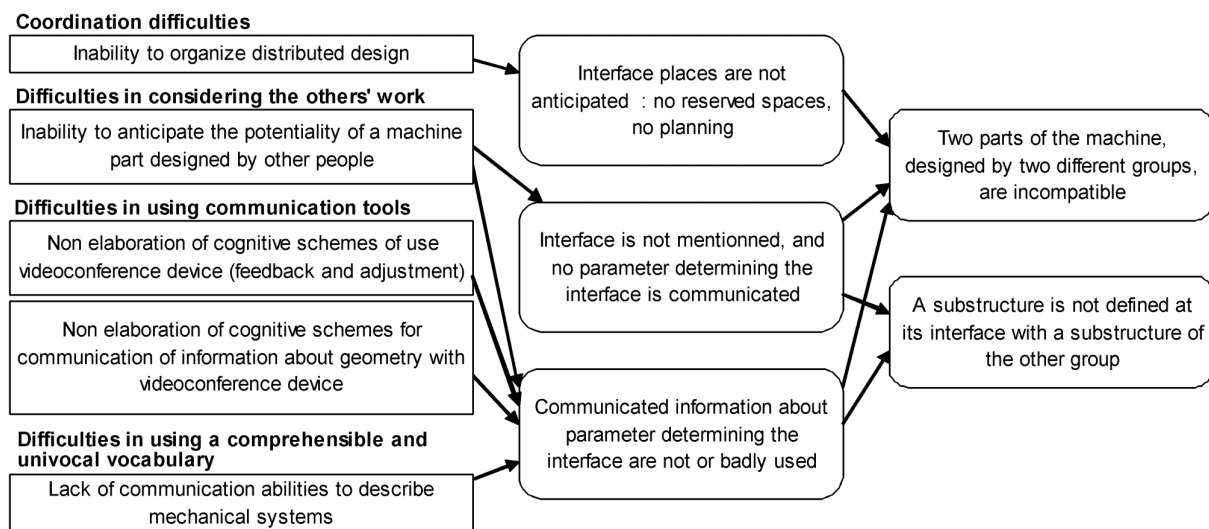 Coordination difficulties
Inability to organize distributed design
Difficulties in considering the others' work
Inability to anticipate the potentiality of a machine
part designed by other people
Difficulties in using communication tools
Non elaboration of cognitive schemes of use
videoconference device (feedback and adjustment)
Non elaboration of cognitive schemes for
communication of information about geometry with
videoconference device
Difficulties in using a comprehensible and
univocal vocabulary
Lack of communication abilities to describe
mechanical systems
Interface places are not
anticipated : no reserved spaces,
no planning
Interface is not mentionned, and
no parameter determining the
interface is communicated
Communicated information about
parameter determining the
interface are not or badly used
Two parts of the machine,
designed by two different groups,
are incompatible
A substructure is not defined at
its interface with a substructure of
the other group